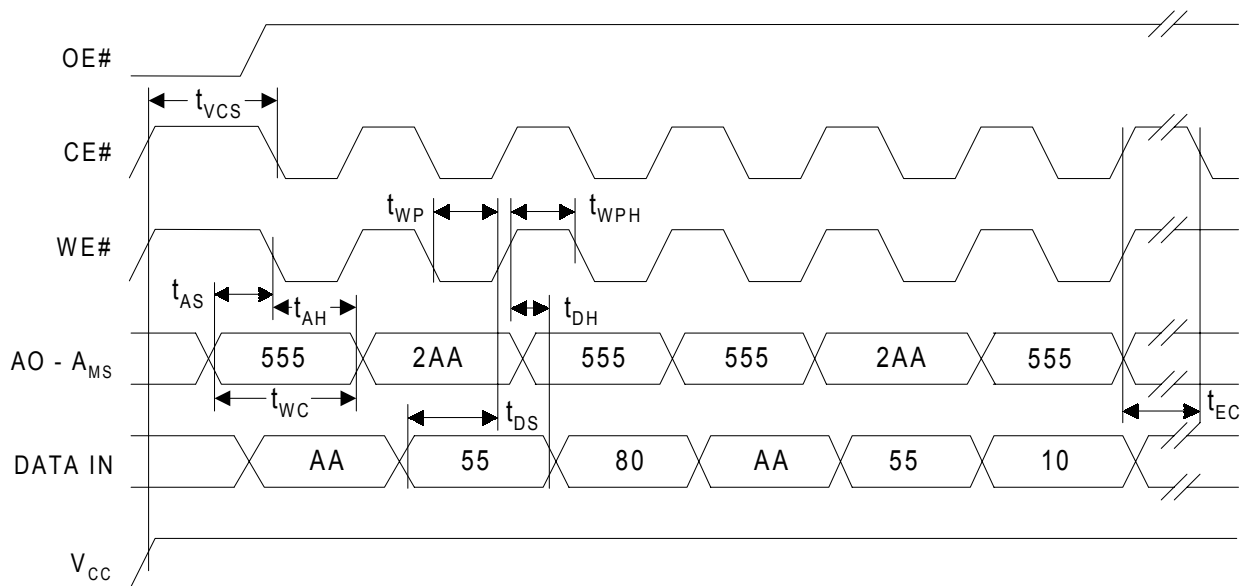 OE#
tVCS
CE#
tWP
tWPH
WE#
tAS
tAH
tDH
AO - AMS
555
2AA
555
555
2AA
555
tWC
tDS
tEC
DATA IN
AA
55
80
AA
55
10
VCC